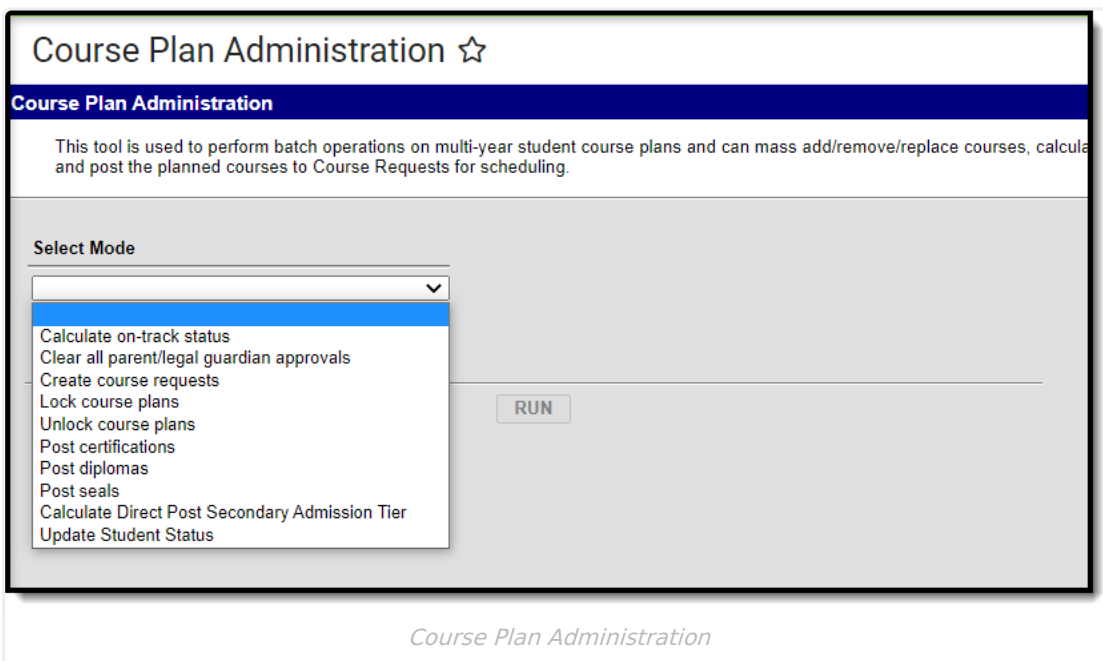 Course Plan Administration
Course Plan Administration
This tool is used to perform batch operations on multi-year student course plans and can mass add/remove/replace courses,
and post the planned courses to Course Requests for scheduling.
Select Mode
Calculate on-track status
Clear all parent/legal guardian approvals
Create course requests
Lock course plans
RUN
Unlock course plans
Post certifications
Post diplomas
Post seals
Calculate Direct Post Secondary Admission Tier
Update Student Status
Course Plan Administration